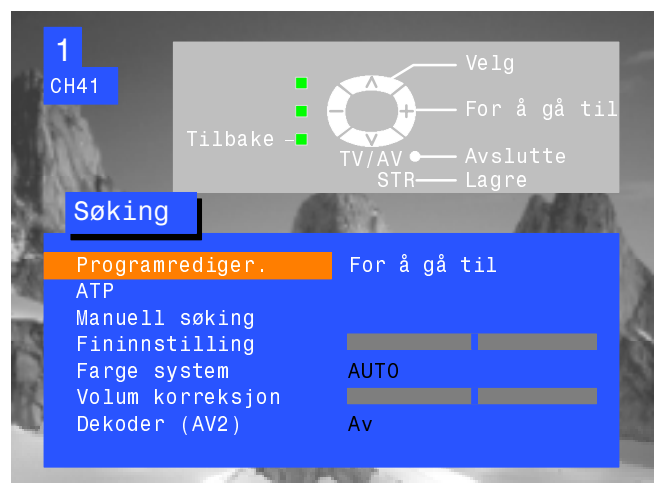 1
CH41
Velg
For å gå til
Tilbake
TV/AV
Avslutte
STR
Lagre
Søking
Programrediger. For å gå til
ATP
Manuell søking
Fininnstilling
Farge system AUTO
Volum korreksjon
Dekoder (AV2) Av